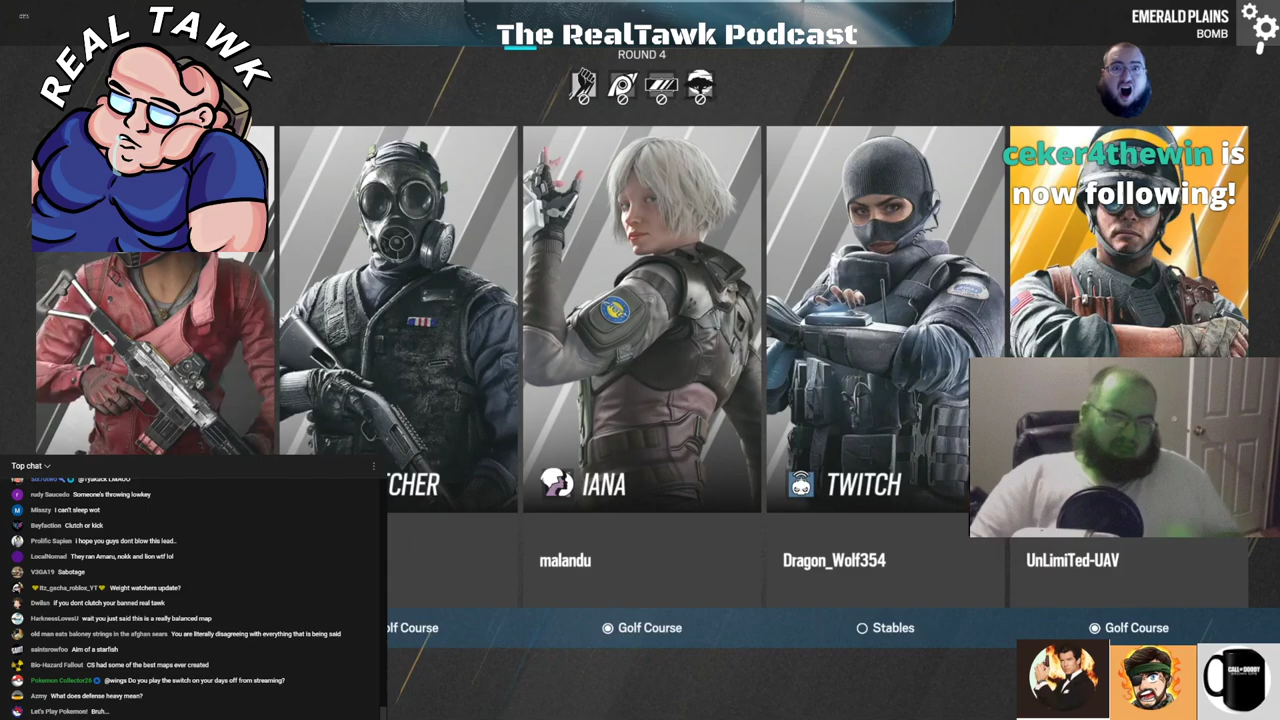 REAL TAWK
The RealTawk Podcast
ROUND 4
EMERALD PLAINS
BOMB
ceker4thewin is
now following!
TCHER
IANA
TWITCH
malandu
Dragon_Wolf354
UnLimiTed-UAV
olf Course
Golf Course
Stables
Golf Course
Top chat
rudy Saucedo Someone's throwing lowkey
Misszy I can't sleep wot
Beyfaction Clutch or kick
Prolific Sapien i hope you guys dont blow this lead..
LocalNomad They ran Amaru, nokk and lion wtf lol
V3GA19 Sabotage
💛Itz_gacha_roblox_YT💛 Weight watchers update?
Dwilan if you dont clutch your banned real tawk
HarknessLovesU wait you just said this is a really balanced map
old man eats baloney strings in the afghan sears You are literally disagreeing with everything that is being said
saintsrowfoo Aim of a starfish
Bio-Hazard Fallout CS had some of the best maps ever created
Pokemon Collector26 @wings Do you play the switch on your days off from streaming?
Azmy What does defense heavy mean?
Let's Play Pokemon! Bruh...
CALL OF DOODY